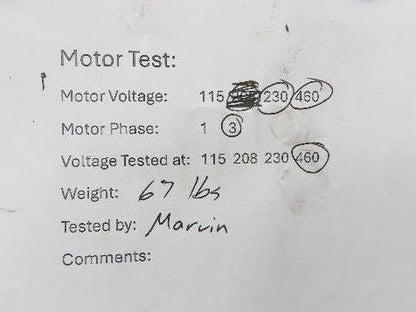 Motor Test:
Motor Voltage: 115 230 460
Motor Phase: 1 3
Voltage Tested at: 115 208 230 460
Weight: 67 lbs
Tested by: Marvin
Comments: